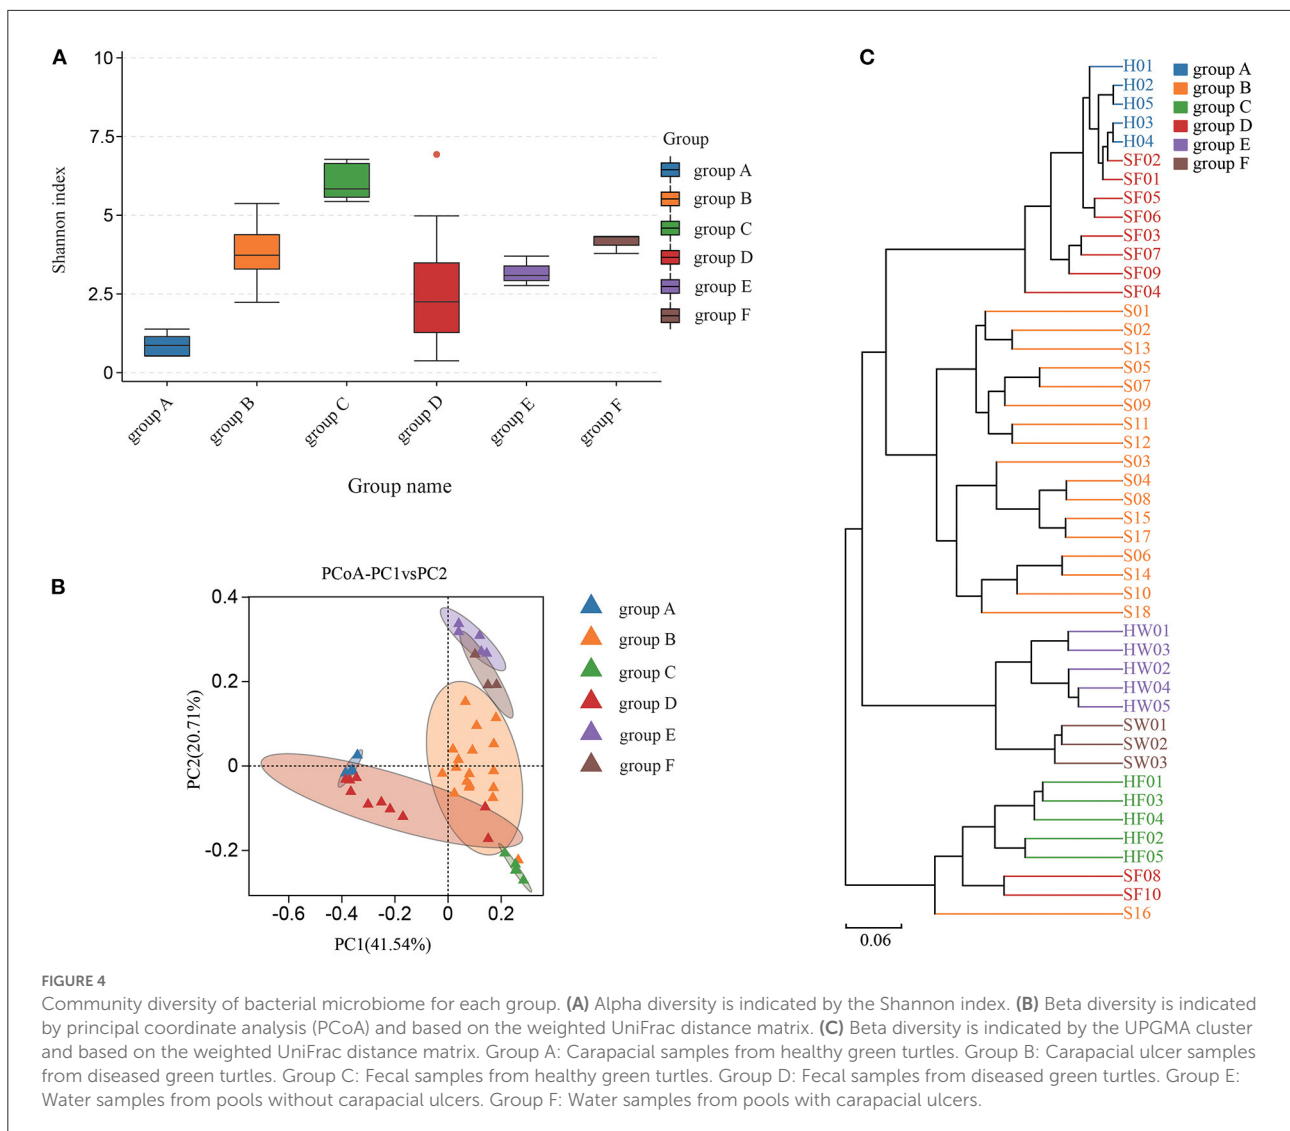 A
10
7.5
5
2.5
0
Shannon index
group A
group B
group C
group D
group E
group F
Group name
Group
group A
group B
group C
group D
group E
group F
B
PCoA-PC1vsPC2
0.4
0.2
0
-0.2
PC2(20.71%)
-0.6
-0.4
-0.2
0
0.2
PC1(41.54%)
group A
group B
group C
group D
group E
group F
C
H01
H02
H05
H03
H04
SF02
SF01
SF05
SF06
SF03
SF07
SF09
SF04
S01
S02
S13
S05
S07
S09
S11
S12
S03
S04
S08
S15
S17
S06
S14
S10
S18
HW01
HW03
HW02
HW04
HW05
SW01
SW02
SW03
HF01
HF03
HF04
HF02
HF05
SF08
SF10
S16
0.06
group A
group B
group C
group D
group E
group F
FIGURE 4
Community diversity of bacterial microbiome for each group. (A) Alpha diversity is indicated by the Shannon index. (B) Beta diversity is indicated
by principal coordinate analysis (PCoA) and based on the weighted UniFrac distance matrix. (C) Beta diversity is indicated by the UPGMA cluster
and based on the weighted UniFrac distance matrix. Group A: Carapacial samples from healthy green turtles. Group B: Carapacial ulcer samples
from diseased green turtles. Group C: Fecal samples from healthy green turtles. Group D: Fecal samples from diseased green turtles. Group E:
Water samples from pools without carapacial ulcers. Group F: Water samples from pools with carapacial ulcers.